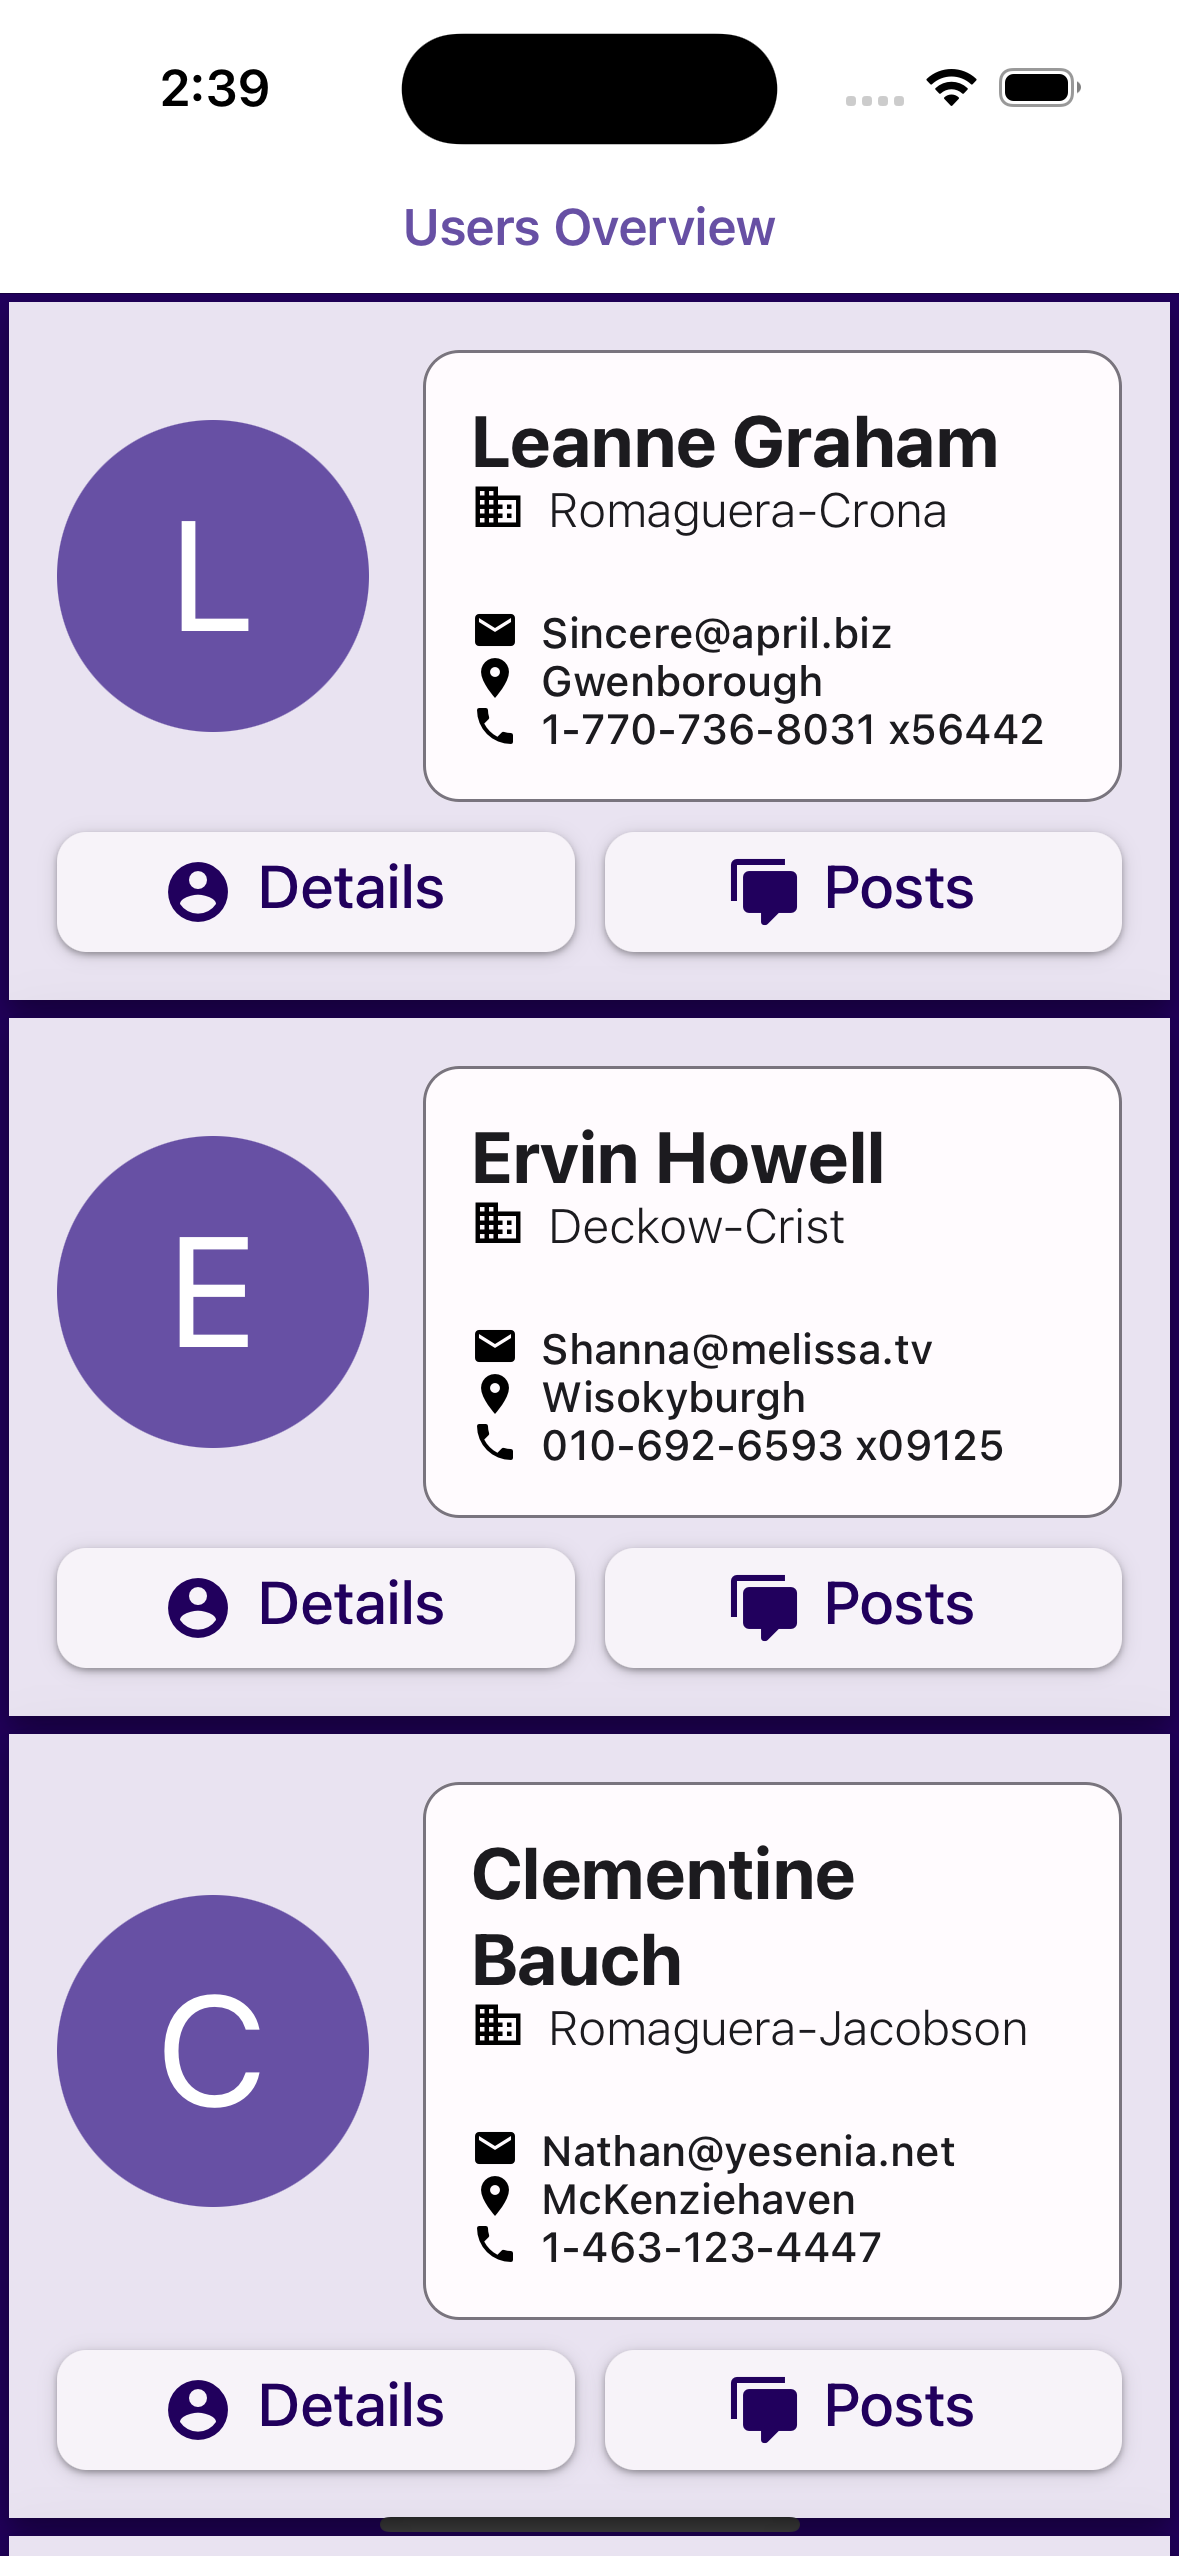 2:39
Users Overview
L
Leanne Graham
Romaguera-Crona
Sincere@april.biz
Gwenborough
1-770-736-8031 x56442
Details
Posts
E
Ervin Howell
Deckow-Crist
Shanna@melissa.tv
Wisokyburgh
010-692-6593 x09125
Details
Posts
C
Clementine
Bauch
Romaguera-Jacobson
Nathan@yesenia.net
McKenziehaven
1-463-123-4447
Details
Posts